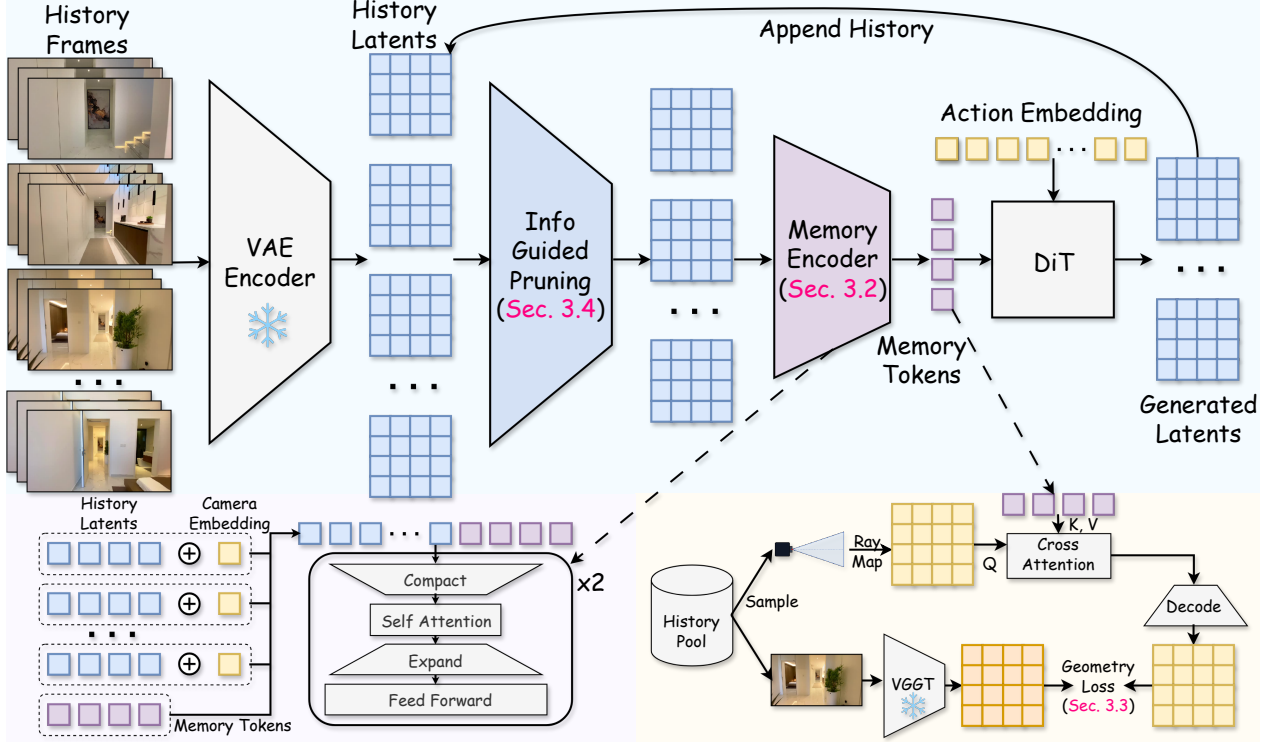 History
Frames
VAE
Encoder
History
Latents
Info
Guided
Pruning
(Sec. 3.4)
Append History
Memory
Encoder
(Sec. 3.2)
Memory
Tokens
Action Embedding
DiT
Generated
Latents
History
Latents
Camera
Embedding
Memory Tokens
Compact
Self Attention
Expand
Feed Forward
x2
History
Pool
Sample
Ray
Map
Q
K, V
Cross
Attention
Decode
VGGT
Geometry
Loss
(Sec. 3.3)